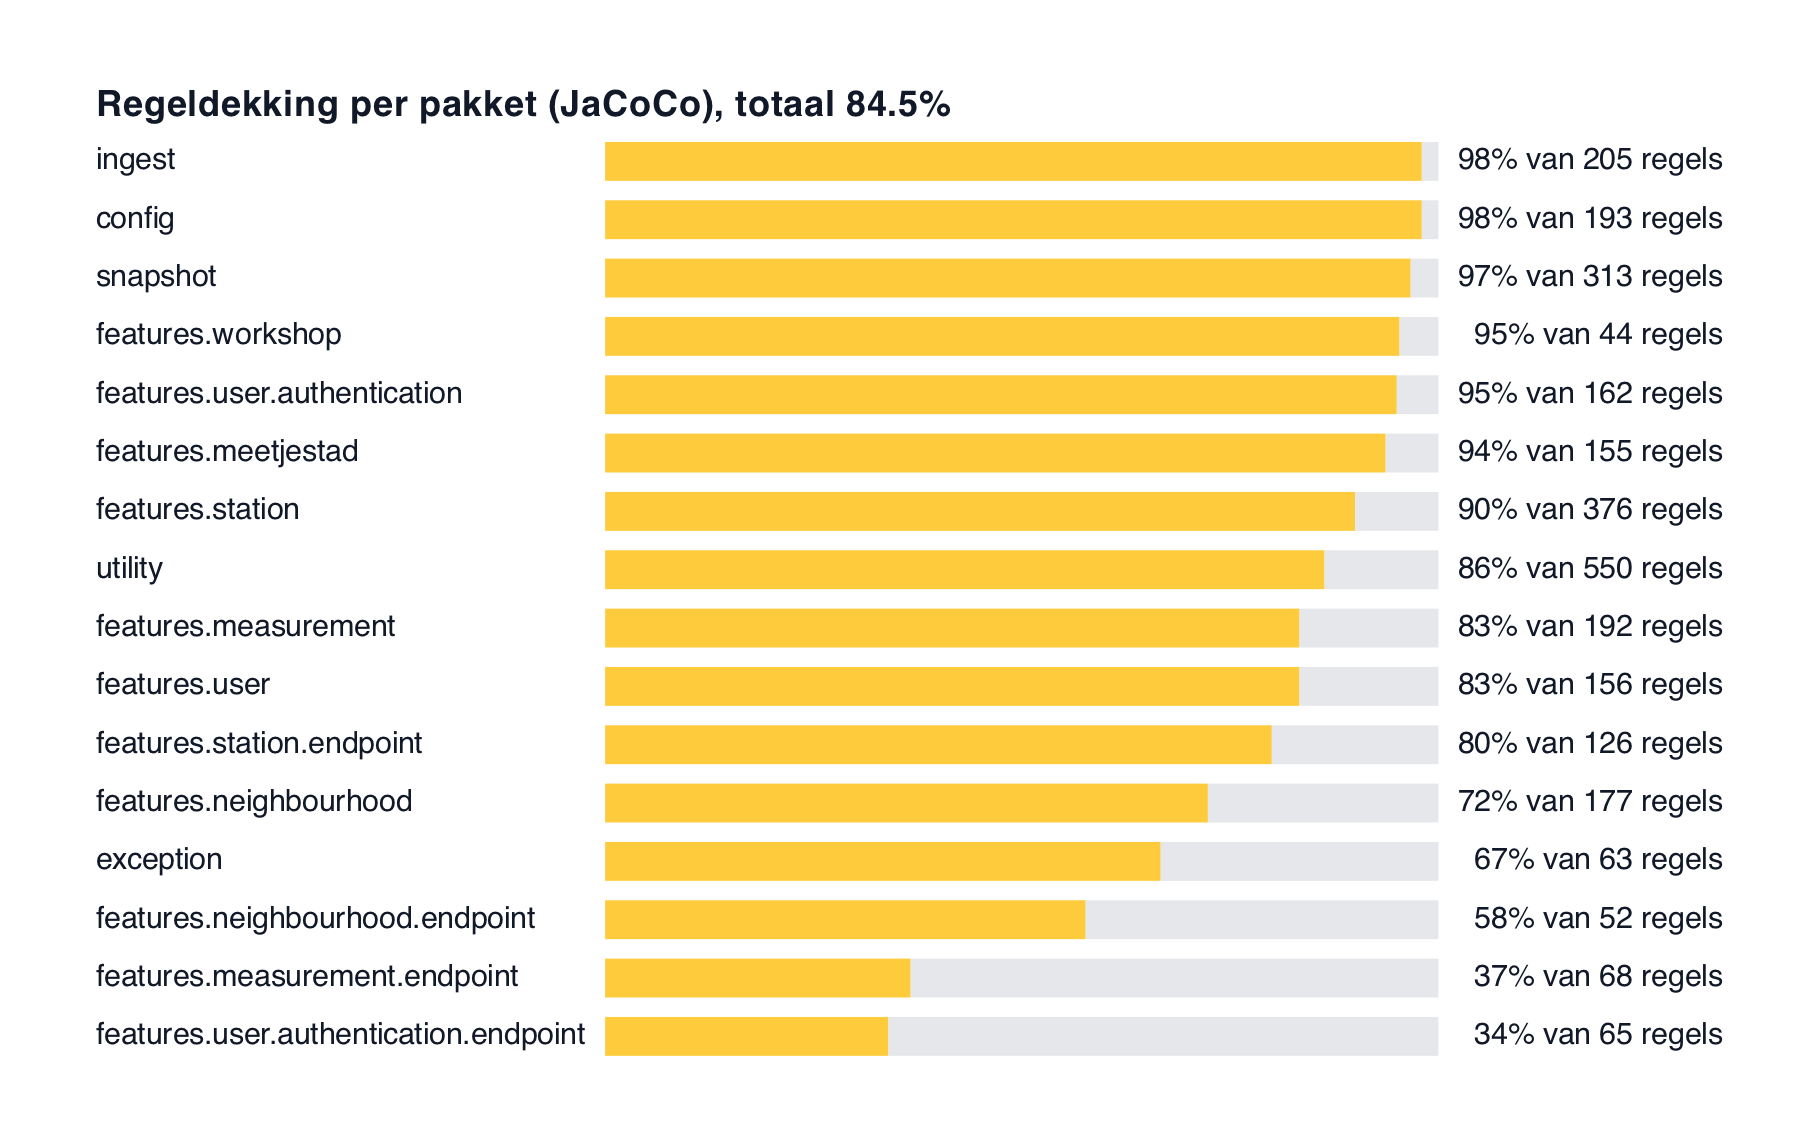 Regeldekking per pakket (JaCoCo), totaal 84.5%
ingest 98% van 205 regels
config 98% van 193 regels
snapshot 97% van 313 regels
features.workshop 95% van 44 regels
features.user.authentication 95% van 162 regels
features.meetjestad 94% van 155 regels
features.station 90% van 376 regels
utility 86% van 550 regels
features.measurement 83% van 192 regels
features.user 83% van 156 regels
features.station.endpoint 80% van 126 regels
features.neighbourhood 72% van 177 regels
exception 67% van 63 regels
features.neighbourhood.endpoint 58% van 52 regels
features.measurement.endpoint 37% van 68 regels
features.user.authentication.endpoint 34% van 65 regels